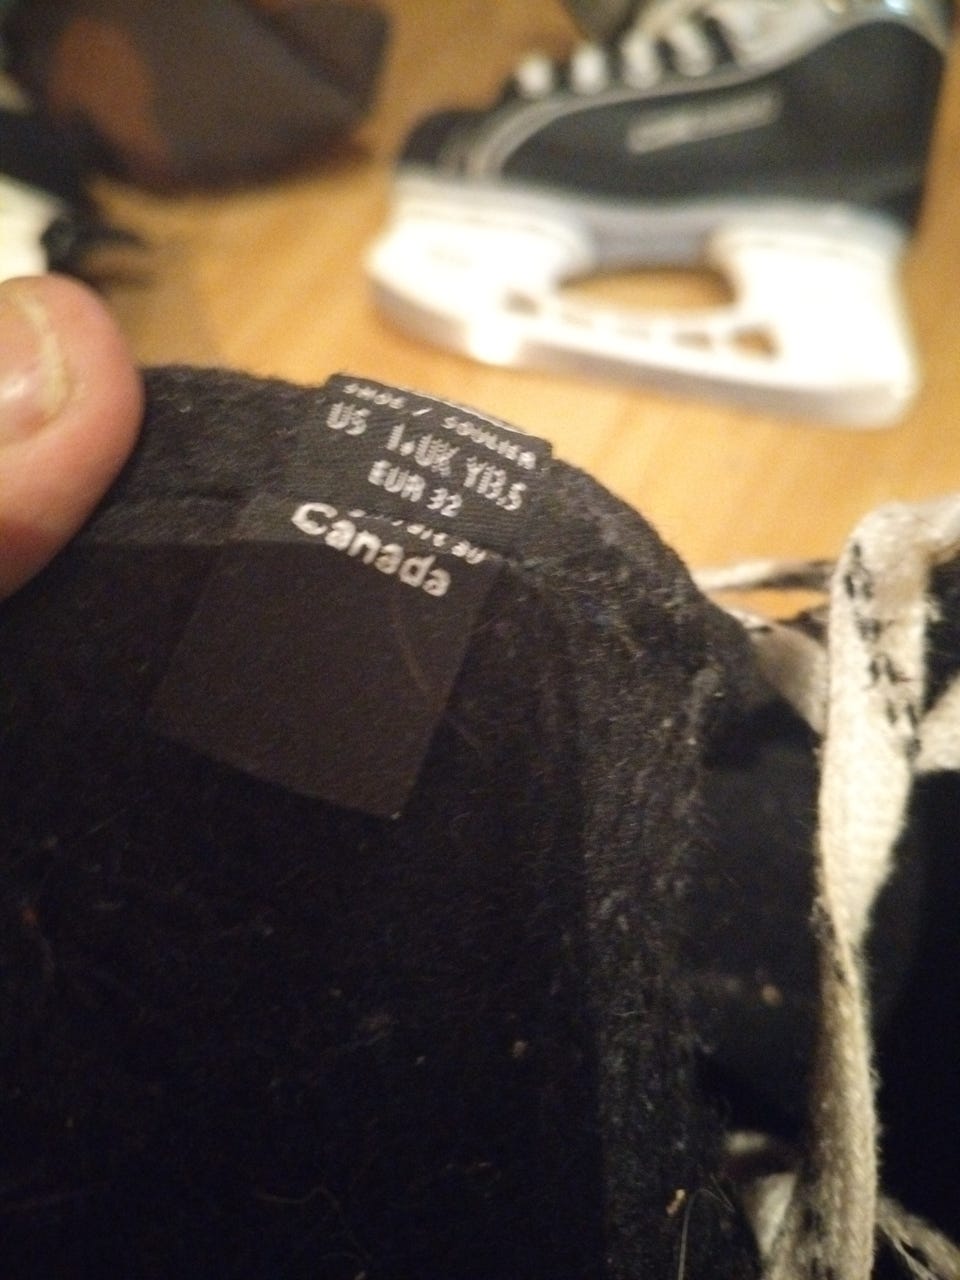 SHOE / SOULIER
US 1, UK Y13.5
EUR 32
Canada